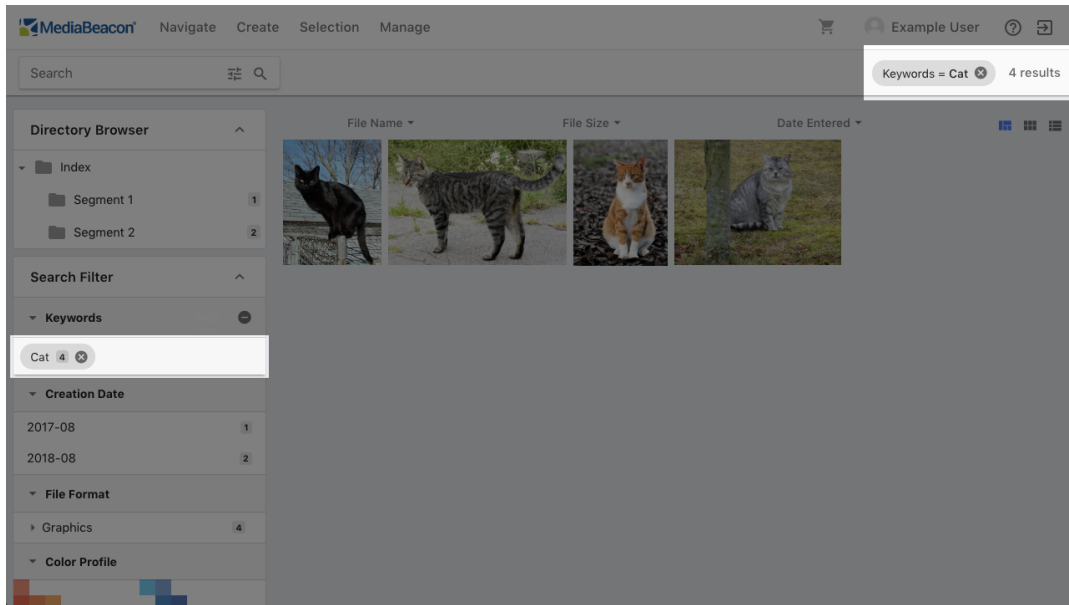 MediaBeacon® Navigate Create Selection Manage Example User
Search
Keywords = Cat 4 results
Directory Browser
File Name File Size Date Entered
Index
Segment 1 1
Segment 2 2
Search Filter
Keywords
Cat 4
Creation Date
2017-08 1
2018-08 2
File Format
Graphics 4
Color Profile